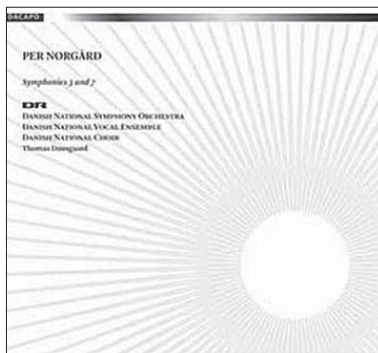 DACAPO
PER NØRGÅRD
Symphonies 3 and 7
DR
DANISH NATIONAL SYMPHONY ORCHESTRA
DANISH NATIONAL VOCAL ENSEMBLE
DANISH NATIONAL CHOIR
Thomas Dausgaard